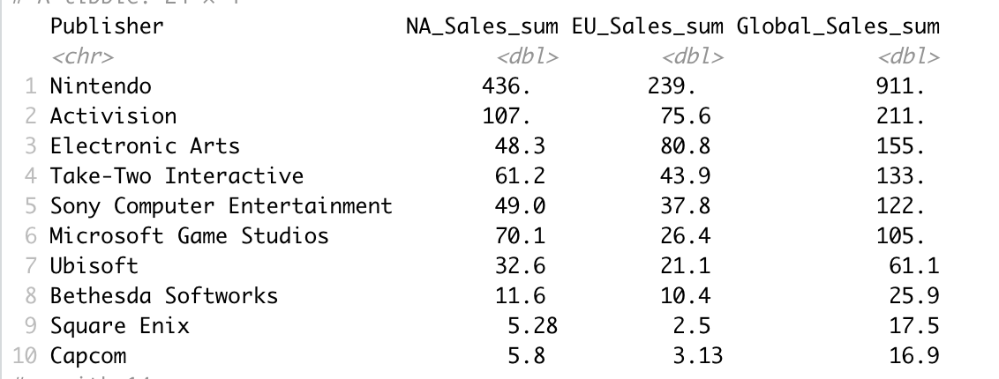 Publisher NA_Sales_sum EU_Sales_sum Global_Sales_sum
<chr> <dbl> <dbl> <dbl>
1 Nintendo 436. 239. 911.
2 Activision 107. 75.6 211.
3 Electronic Arts 48.3 80.8 155.
4 Take-Two Interactive 61.2 43.9 133.
5 Sony Computer Entertainment 49.0 37.8 122.
6 Microsoft Game Studios 70.1 26.4 105.
7 Ubisoft 32.6 21.1 61.1
8 Bethesda Softworks 11.6 10.4 25.9
9 Square Enix 5.28 2.5 17.5
10 Capcom 5.8 3.13 16.9